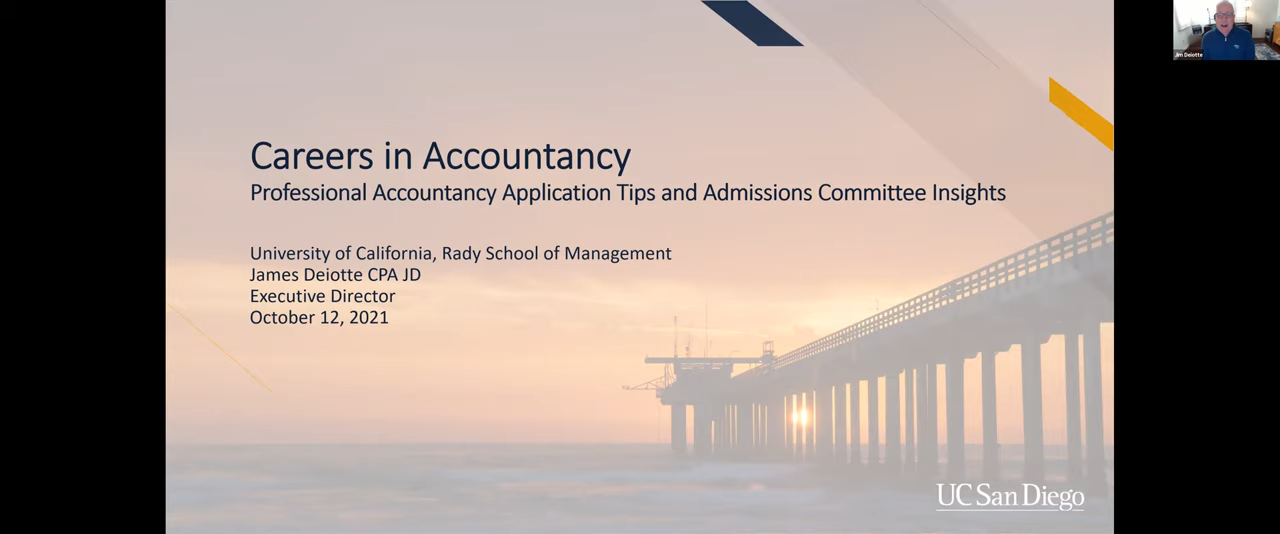 Careers in Accountancy
Professional Accountancy Application Tips and Admissions Committee Insights
University of California, Rady School of Management
James Deiotte CPA JD
Executive Director
October 12, 2021
UC San Diego
Jim Deiotte